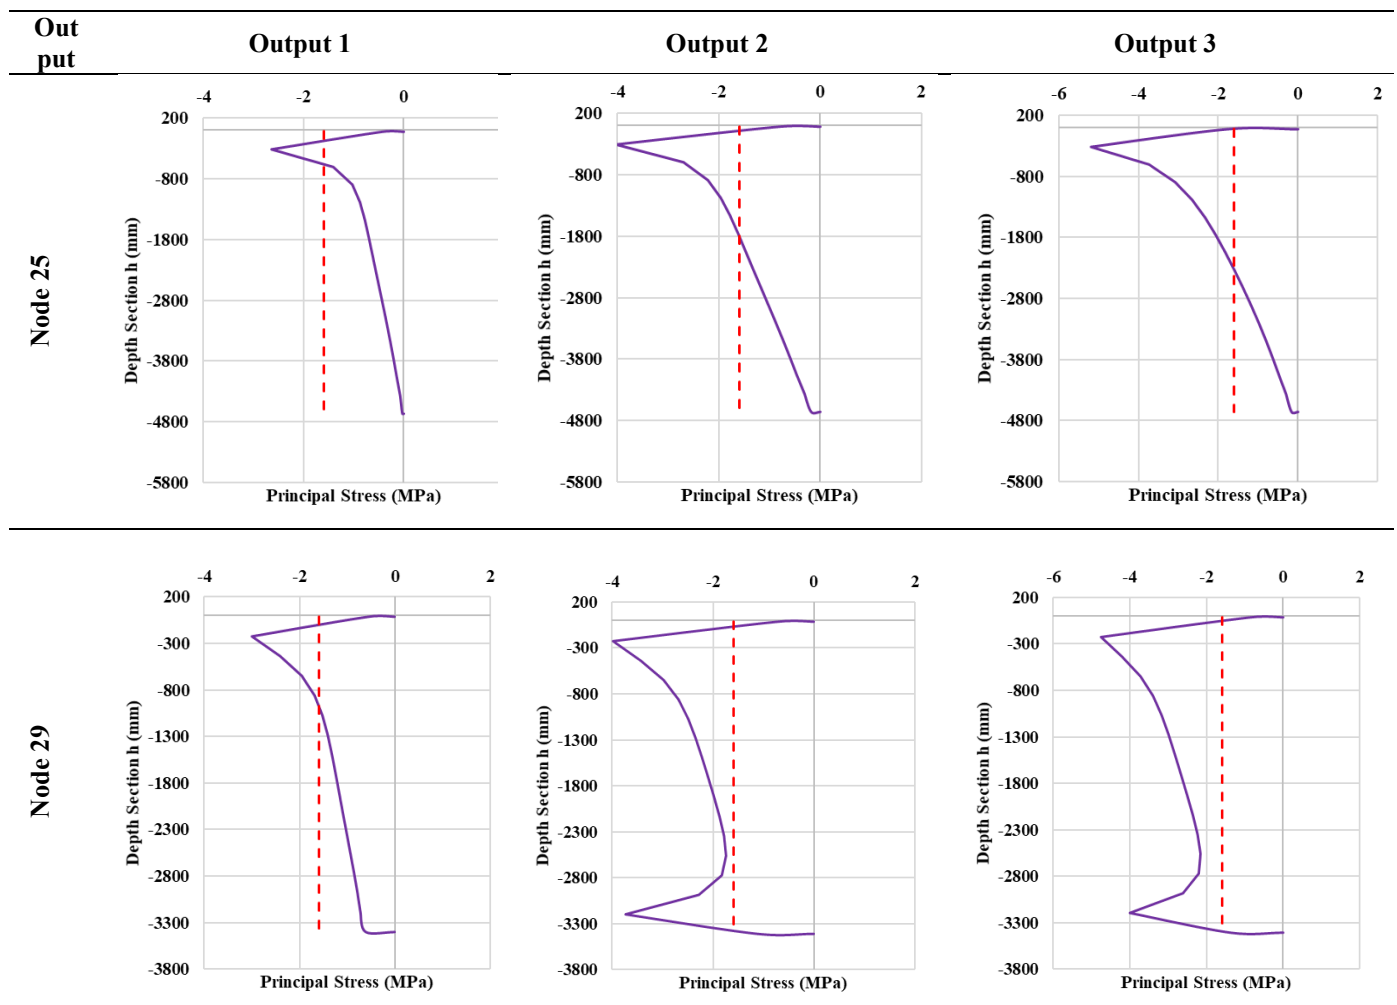 Out
put
Output 1
Output 2
Output 3
Node 25
-4 -2 0
200
-800
-1800
-2800
-3800
-4800
-5800
Depth Section h (mm)
Principal Stress (MPa)
-4 -2 0 2
200
-800
-1800
-2800
-3800
-4800
-5800
Depth Section h (mm)
Principal Stress (MPa)
-6 -4 -2 0 2
200
-800
-1800
-2800
-3800
-4800
-5800
Depth Section h (mm)
Principal Stress (MPa)
Node 29
-4 -2 0 2
200
-300
-800
-1300
-1800
-2300
-2800
-3300
-3800
Depth Section h (mm)
Principal Stress (MPa)
-4 -2 0
200
-300
-800
-1300
-1800
-2300
-2800
-3300
-3800
Depth Section h (mm)
Principal Stress (MPa)
-6 -4 -2 0 2
200
-300
-800
-1300
-1800
-2300
-2800
-3300
-3800
Depth Section h (mm)
Principal Stress (MPa)